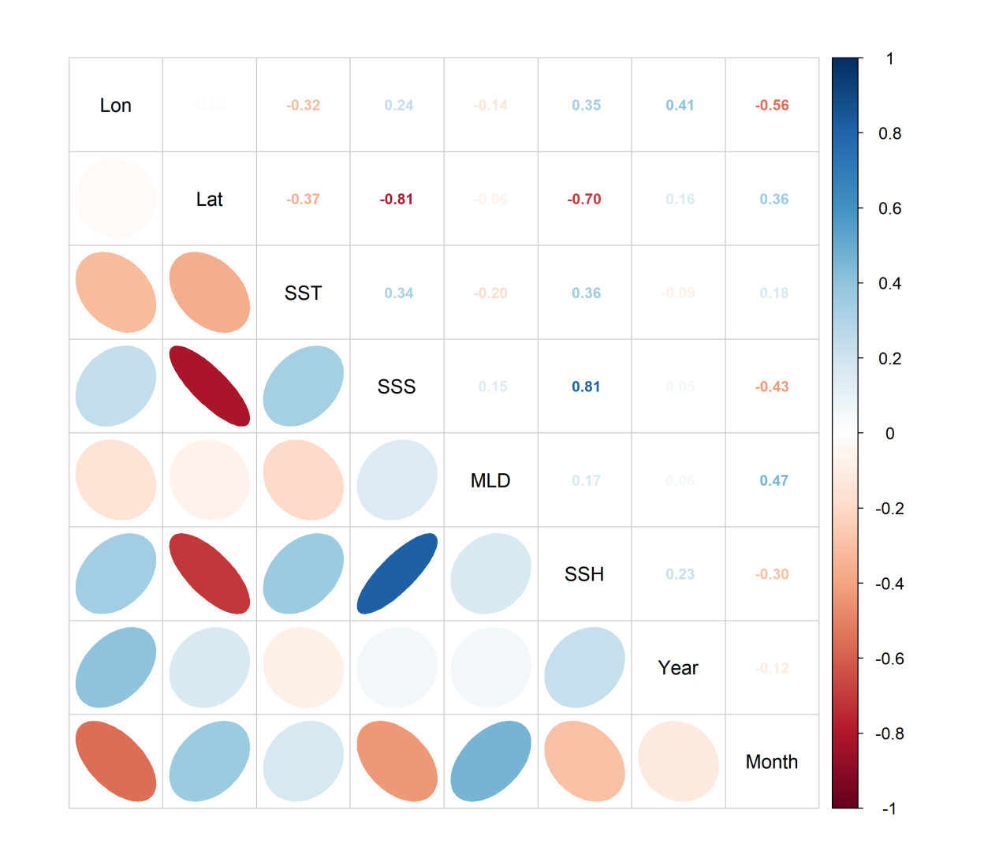 1
Lon -0.02 -0.32 0.24 -0.14 0.35 0.41 -0.56
0.8
Lat -0.37 -0.81 -0.06 -0.70 0.16 0.36
0.6
SST 0.34 -0.20 0.36 -0.09 0.18
0.4
0.2
SSS 0.15 0.81 0.05 -0.43
0
MLD 0.17 0.06 0.47
-0.2
SSH 0.23 -0.30
-0.4
-0.6
Year -0.12
-0.8
Month
-1